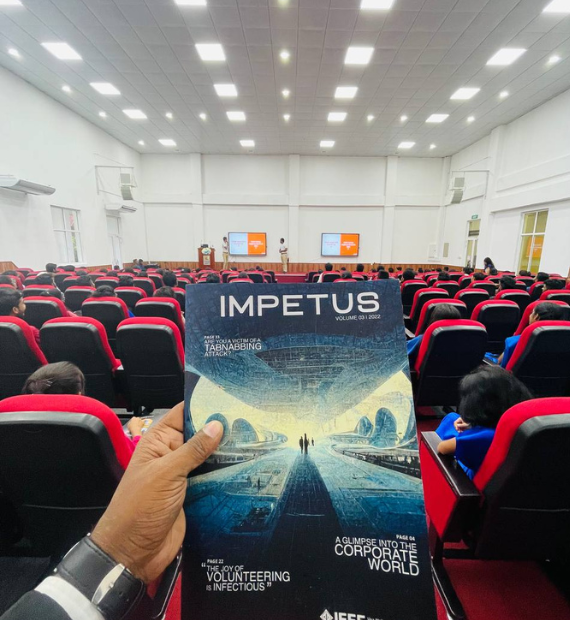 IMPETUS
VOLUME 03 | 2022
PAGE 15
ARE YOU A VICTIM OF A
TABNABBING
ATTACK?
PAGE 08
A GLIMPSE INTO THE
CORPORATE
WORLD
PAGE 22
"THE JOY OF
VOLUNTEERING
IS INFECTIOUS"
IEEE